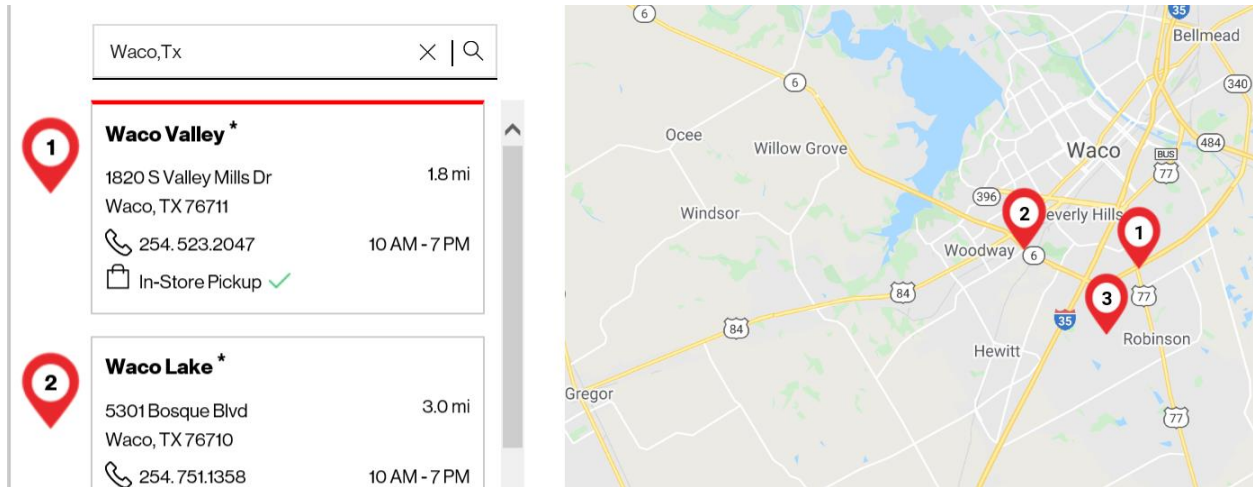 Waco,Tx
1
Waco Valley *
1820 S Valley Mills Dr
1.8 mi
Waco, TX 76711
254. 523.2047
10 AM - 7 PM
In-Store Pickup
2
Waco Lake *
5301 Bosque Blvd
3.0 mi
Waco, TX 76710
254. 751.1358
10 AM - 7 PM
6
35
Bellmead
6
340
Ocee
Willow Grove
Waco
484
BUS
77
396
Windsor
2
everly Hills
1
Woodway
6
84
3
77
35
84
Hewitt
Robinson
Gregor
77